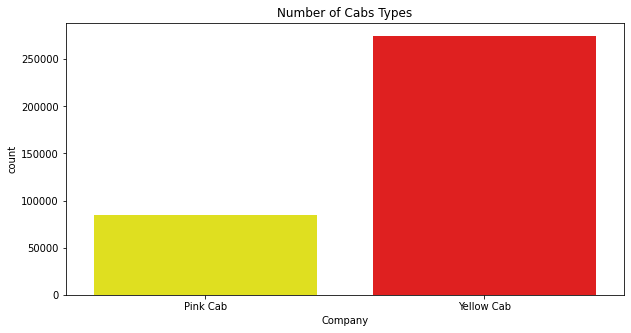 Number of Cabs Types
250000
200000
150000
100000
50000
0
count
Pink Cab
Yellow Cab
Company